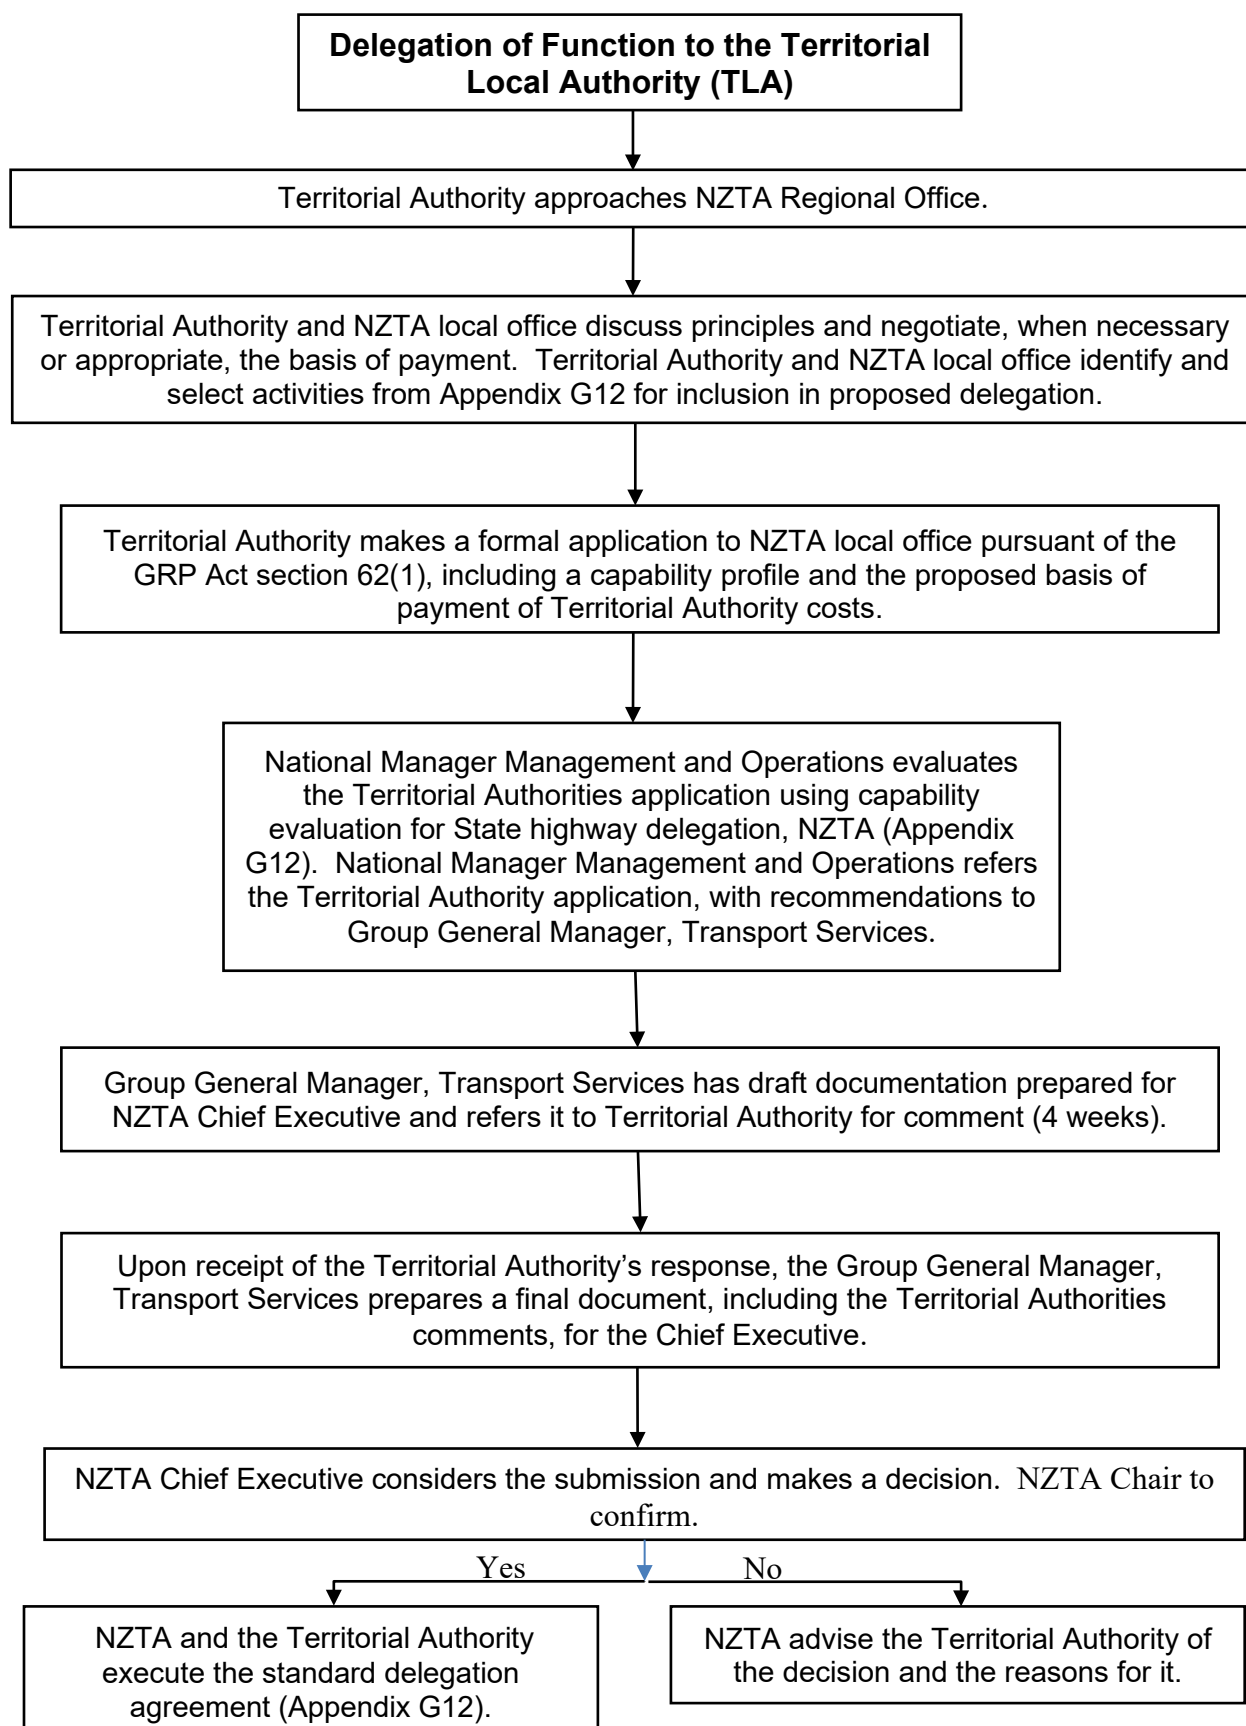 Delegation of Function to the Territorial
Local Authority (TLA)
Territorial Authority approaches NZTA Regional Office.
Territorial Authority and NZTA local office discuss principles and negotiate, when necessary
or appropriate, the basis of payment.  Territorial Authority and NZTA local office identify and
select activities from Appendix G12 for inclusion in proposed delegation.
Territorial Authority makes a formal application to NZTA local office pursuant of the
GRP Act section 62(1), including a capability profile and the proposed basis of
payment of Territorial Authority costs.
National Manager Management and Operations evaluates
the Territorial Authorities application using capability
evaluation for State highway delegation, NZTA (Appendix
G12).  National Manager Management and Operations refers
the Territorial Authority application, with recommendations to
Group General Manager, Transport Services.
Group General Manager, Transport Services has draft documentation prepared for
NZTA Chief Executive and refers it to Territorial Authority for comment (4 weeks).
Upon receipt of the Territorial Authority’s response, the Group General Manager,
Transport Services prepares a final document, including the Territorial Authorities
comments, for the Chief Executive.
NZTA Chief Executive considers the submission and makes a decision.  NZTA Chair to
confirm.
Yes
No
NZTA and the Territorial Authority
execute the standard delegation
agreement (Appendix G12).
NZTA advise the Territorial Authority of
the decision and the reasons for it.